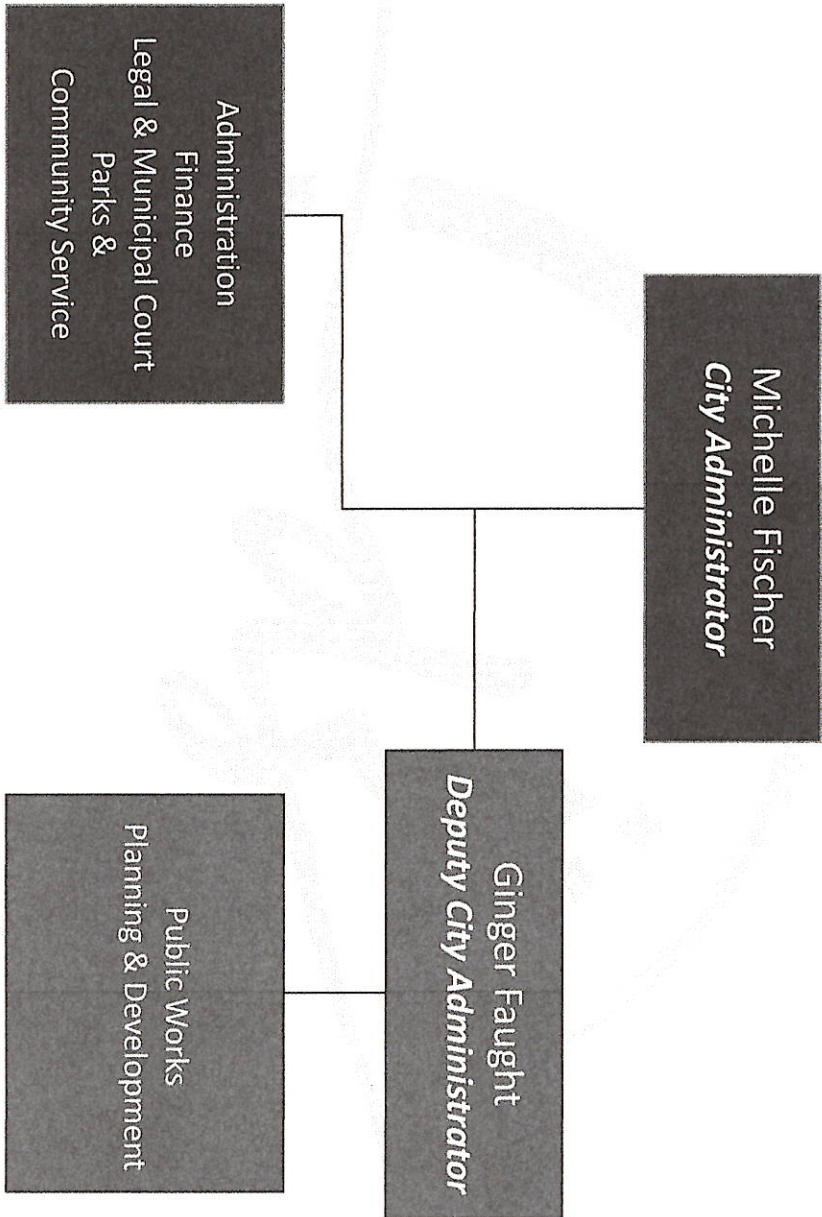 Michelle Fischer
City Administrator
Ginger Faught
Deputy City Administrator
Administration
Finance
Legal & Municipal Court
Parks &
Community Service
Public Works
Planning & Development